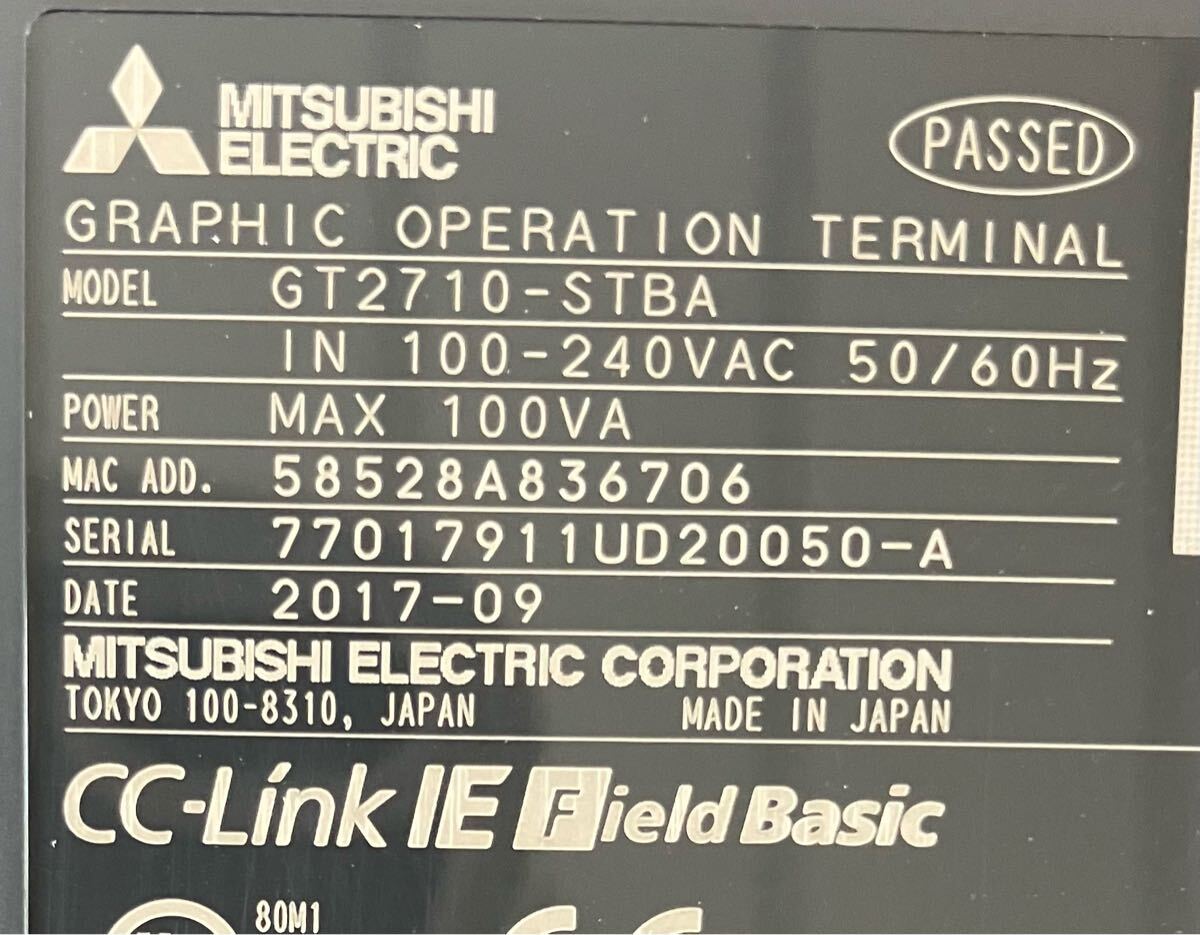 MITSUBISHI
ELECTRIC
PASSED
GRAPHIC OPERATION TERMINAL
MODEL GT2710-STBA
IN 100-240VAC 50/60Hz
POWER MAX 100VA
MAC ADD. 58528A836706
SERIAL 77017911UD20050-A
DATE 2017-09
MITSUBISHI ELECTRIC CORPORATION
TOKYO 100-8310, JAPAN MADE IN JAPAN
CC-Link IE Field Basic
80M1